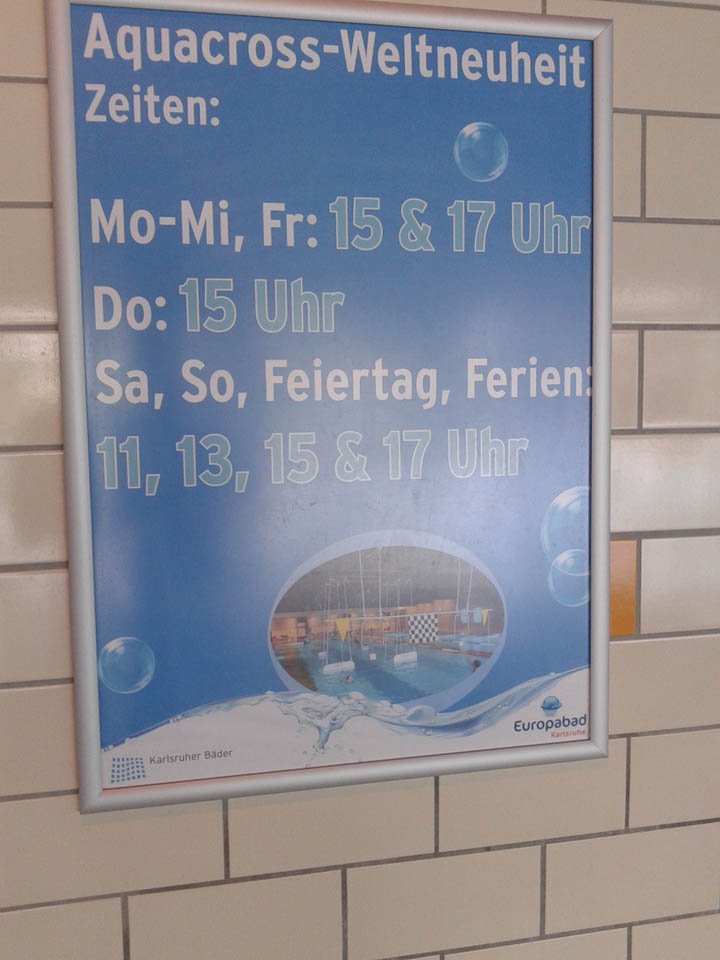 Aquacross-Weltneuheit
Zeiten:
Mo-Mi, Fr: 15 & 17 Uhr
Do: 15 Uhr
Sa, So, Feiertag, Ferien:
11, 13, 15 & 17 Uhr
Karlsruher Bäder
Europabad
Karlsruhe